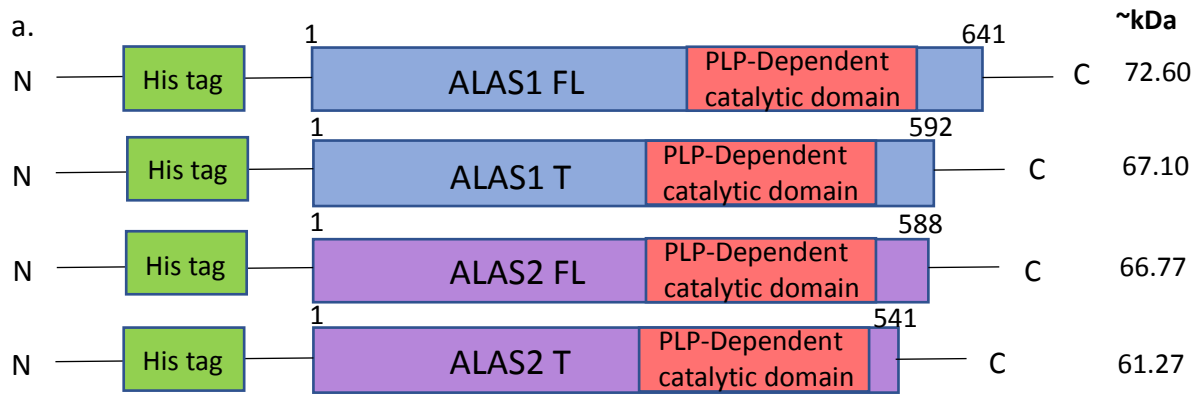 a.
~kDa
1
641
N
His tag
ALAS1 FL
PLP-Dependent
catalytic domain
C
72.60
1
592
N
His tag
ALAS1 T
PLP-Dependent
catalytic domain
C
67.10
1
588
N
His tag
ALAS2 FL
PLP-Dependent
catalytic domain
C
66.77
1
541
N
His tag
ALAS2 T
PLP-Dependent
catalytic domain
C
61.27